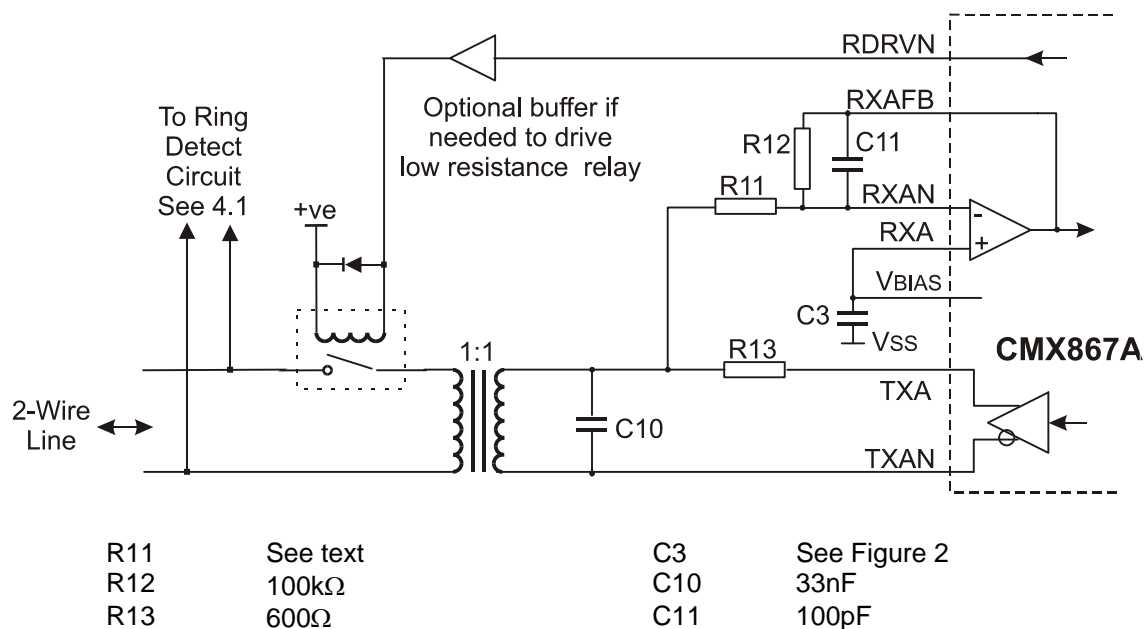 RDRVN
Optional buffer if
needed to drive
low resistance relay
To Ring
Detect
Circuit
See 4.1
+ve
RXAFB
R12
C11
R11
RXAN
-
RXA
+
VBIAS
C3
VSS
CMX867A
1:1
R13
TXA
2-Wire
Line
C10
TXAN
R11 See text C3 See Figure 2
R12 100kΩ C10 33nF
R13 600Ω C11 100pF